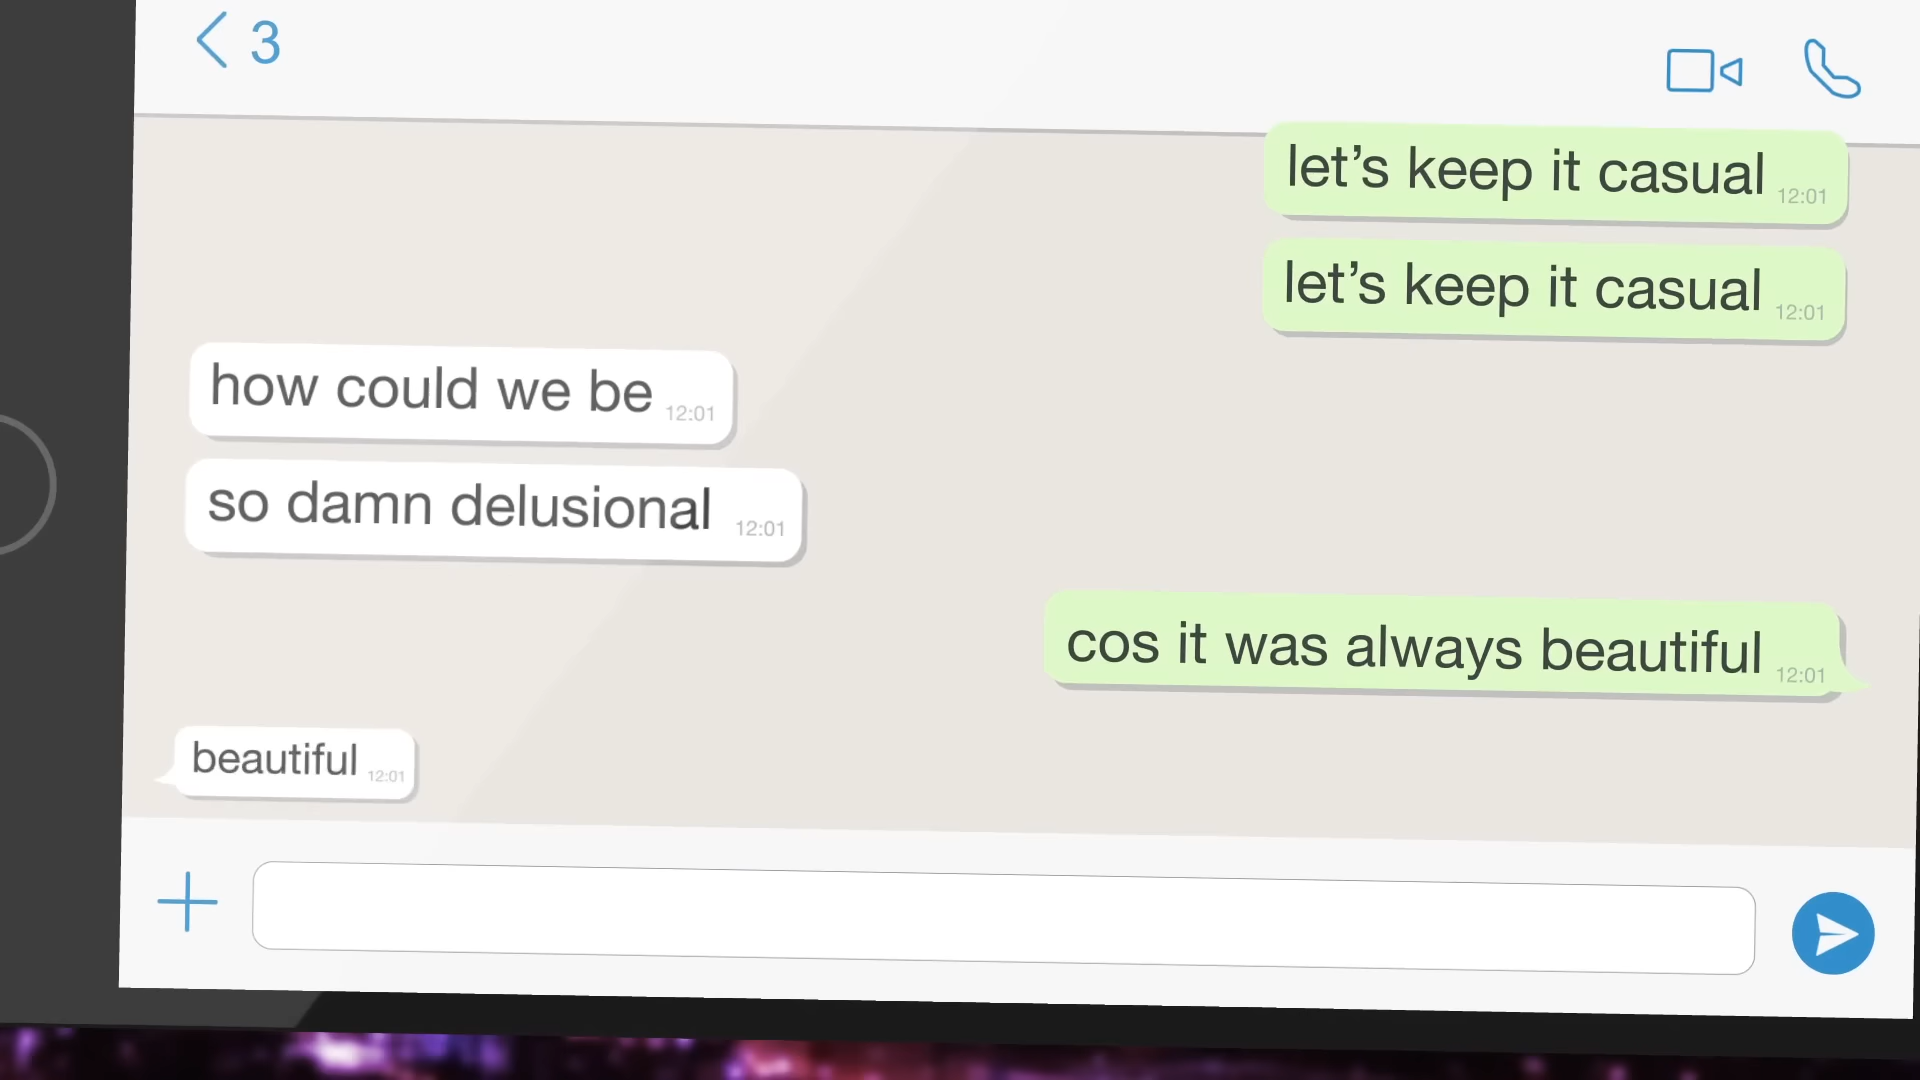 3
let’s keep it casual 12:01
let’s keep it casual 12:01
how could we be 12:01
so damn delusional 12:01
cos it was always beautiful 12:01
beautiful 12:01